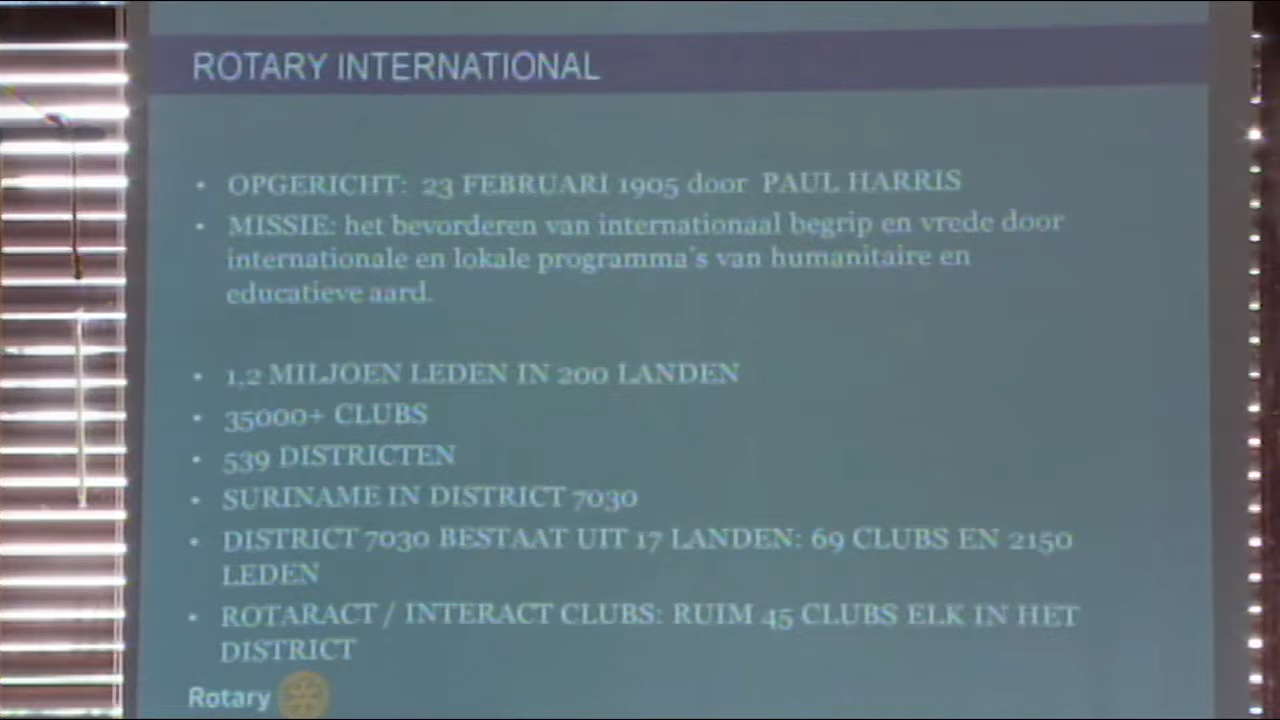 ROTARY INTERNATIONAL
• OPGERICHT: 23 FEBRUARI 1905 door PAUL HARRIS
• MISSIE: het bevorderen van internationaal begrip en vrede door
internationale en lokale programma's van humanitaire en
educatieve aard.
• 1,2 MILJOEN LEDEN IN 200 LANDEN
• 35000+ CLUBS
• 539 DISTRICTEN
• SURINAME IN DISTRICT 7030
• DISTRICT 7030 BESTAAT UIT 17 LANDEN: 69 CLUBS EN 2150
LEDEN
• ROTARACT / INTERACT CLUBS: RUIM 45 CLUBS ELK IN HET
DISTRICT
Rotary